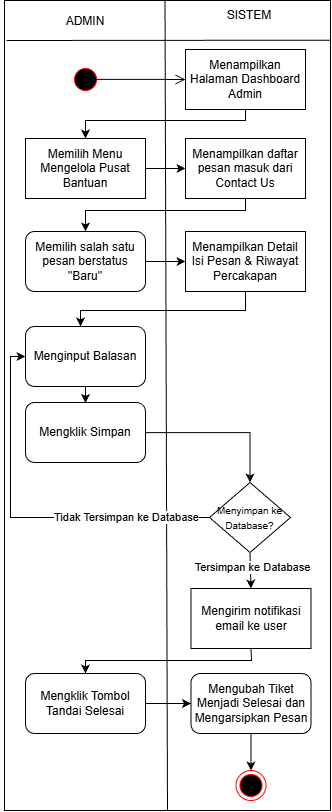 ADMIN
SISTEM
Menampilkan
Halaman Dashboard
Admin
Memilih Menu
Mengelola Pusat
Bantuan
Menampilkan daftar
pesan masuk dari
Contact Us
Memilih salah satu
pesan berstatus
"Baru"
Menampilkan Detail
Isi Pesan & Riwayat
Percakapan
Menginput Balasan
Mengklik Simpan
Menyimpan ke
Database?
Tidak Tersimpan ke Database
Tersimpan ke Database
Mengirim notifikasi
email ke user
Mengklik Tombol
Tandai Selesai
Mengubah Tiket
Menjadi Selesai dan
Mengarsipkan Pesan